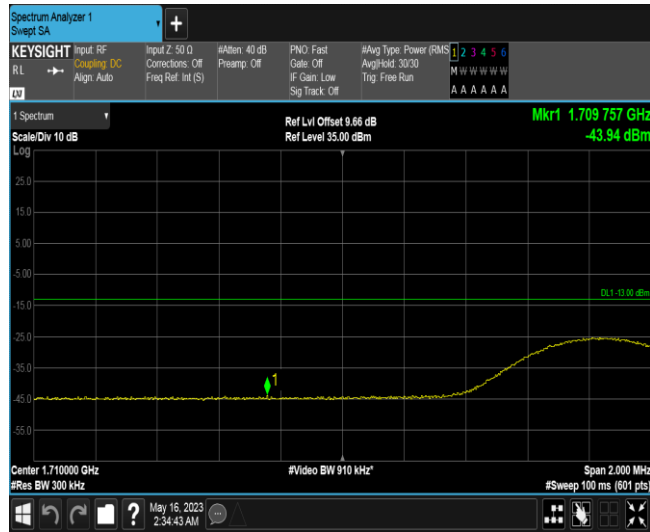 Spectrum Analyzer 1
Swept SA
KEYSIGHT
RL
LXI
Input: RF
Coupling: DC
Align: Auto
Input Z: 50 Ω
Corrections: Off
Freq Ref: Int (S)
#Atten: 40 dB
Preamp: Off
PNO: Fast
Gate: Off
IF Gain: Low
Sig Track: Off
#Avg Type: Power (RMS
Avg|Hold: 30/30
Trig: Free Run
1 2 3 4 5 6
M W W W W W
A A A A A A
1 Spectrum
Scale/Div 10 dB
Log
Ref Lvl Offset 9.66 dB
Ref Level 35.00 dBm
Mkr1 1.709 757 GHz
-43.94 dBm
25.0
15.0
5.00
-5.00
DL1 -13.00 dBm
-15.0
-25.0
-35.0
1
-45.0
-55.0
Center 1.710000 GHz
#Res BW 300 kHz
#Video BW 910 kHz*
Span 2.000 MHz
#Sweep 100 ms (601 pts)
?
May 16, 2023
2:34:43 AM